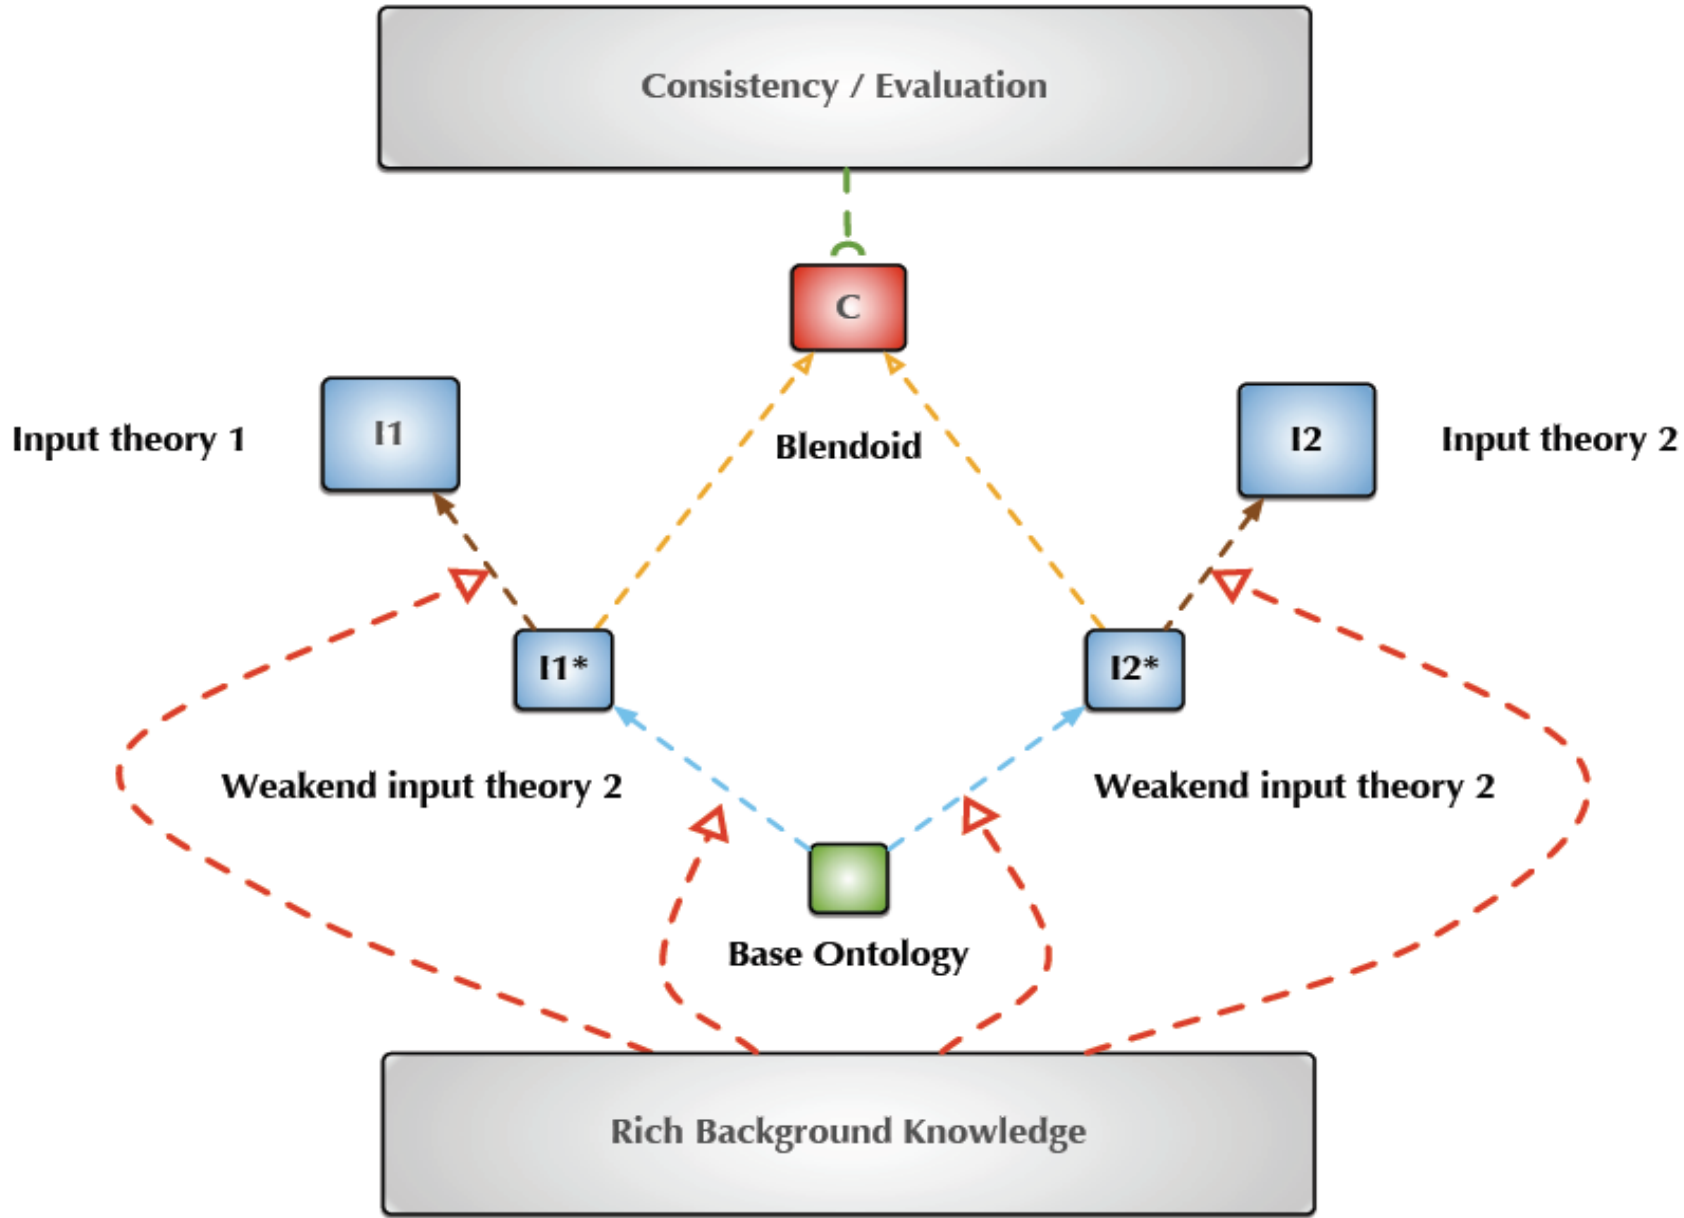 Consistency / Evaluation
C
Input theory 1
I1
Blendoid
I2
Input theory 2
I1*
I2*
Weakend input theory 2
Weakend input theory 2
Base Ontology
Rich Background Knowledge